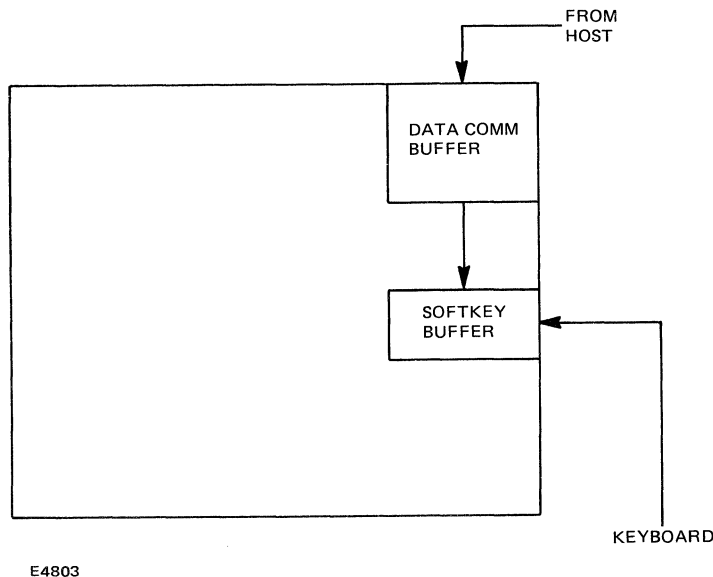 FROM
HOST
DATA COMM
BUFFER
SOFTKEY
BUFFER
KEYBOARD
E4803